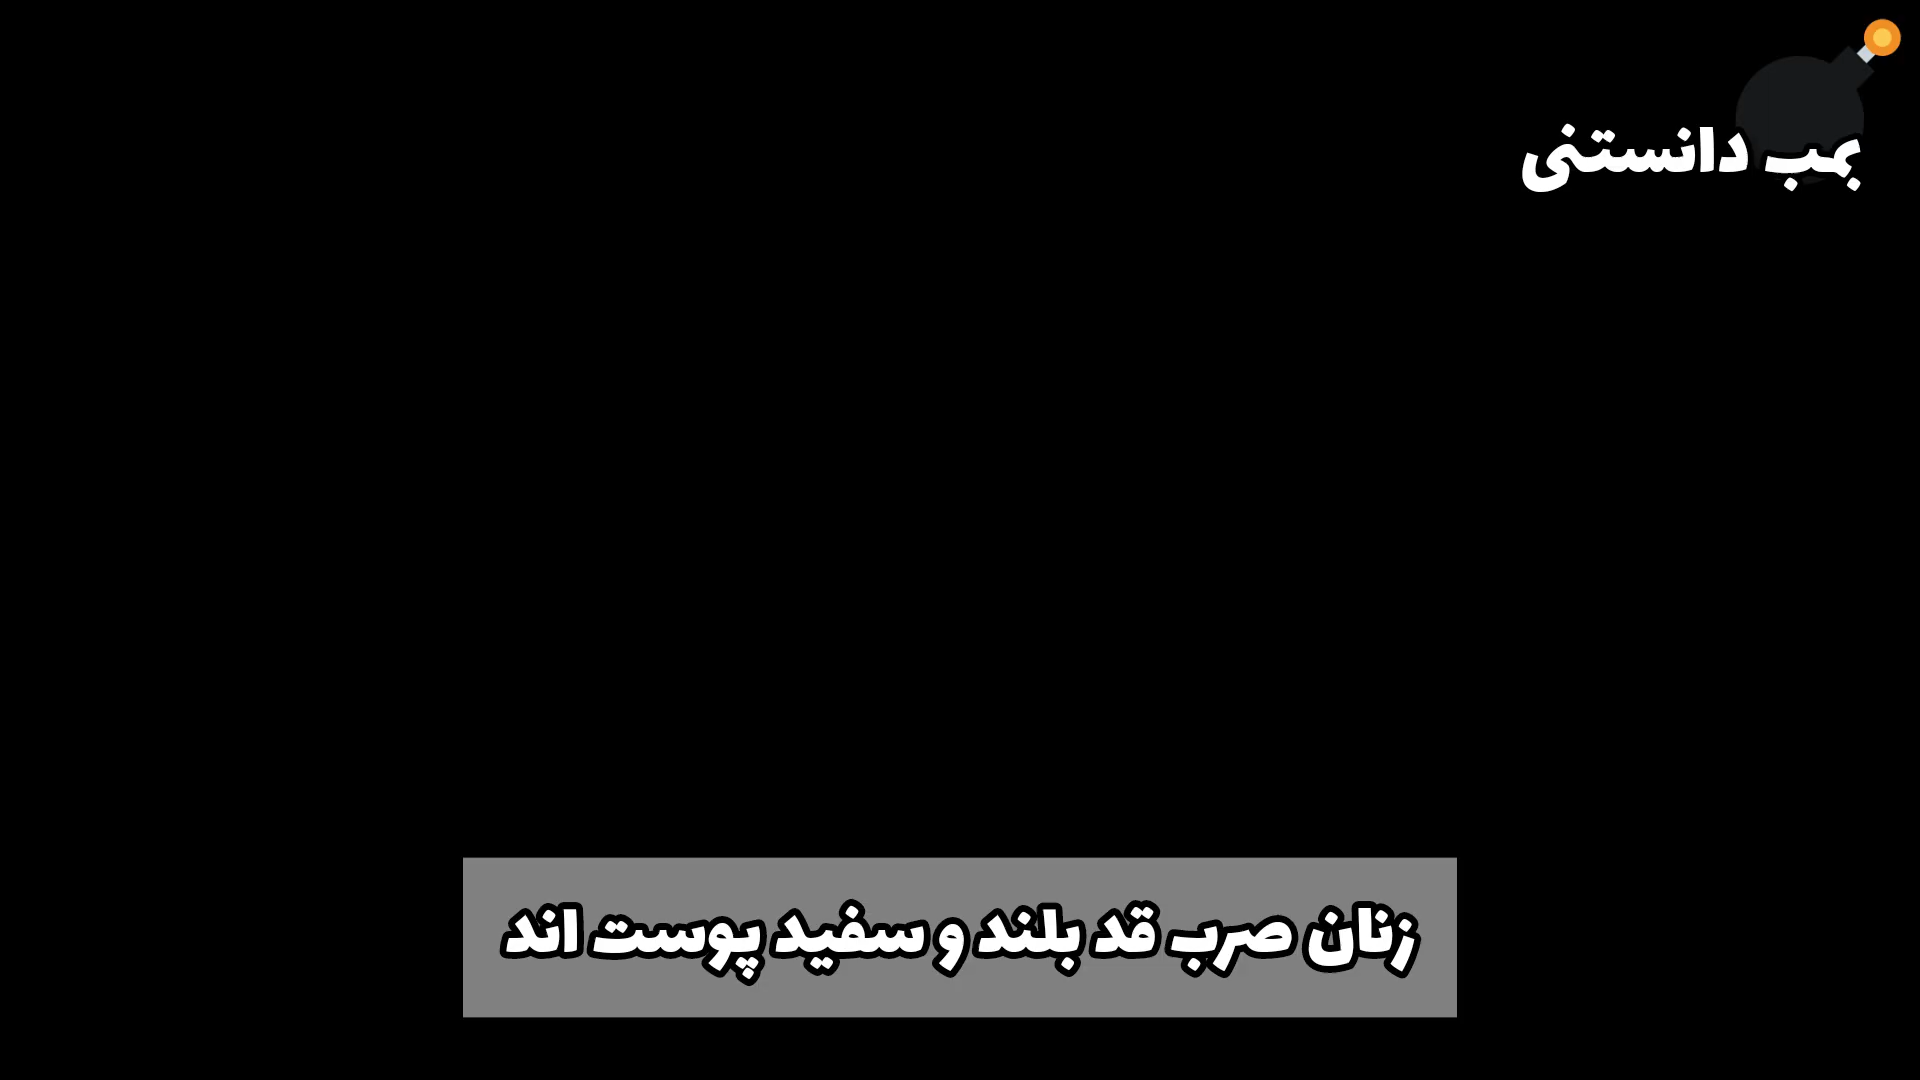 بمب دانستنی
زنان صرب قد بلند و سفید پوست اند